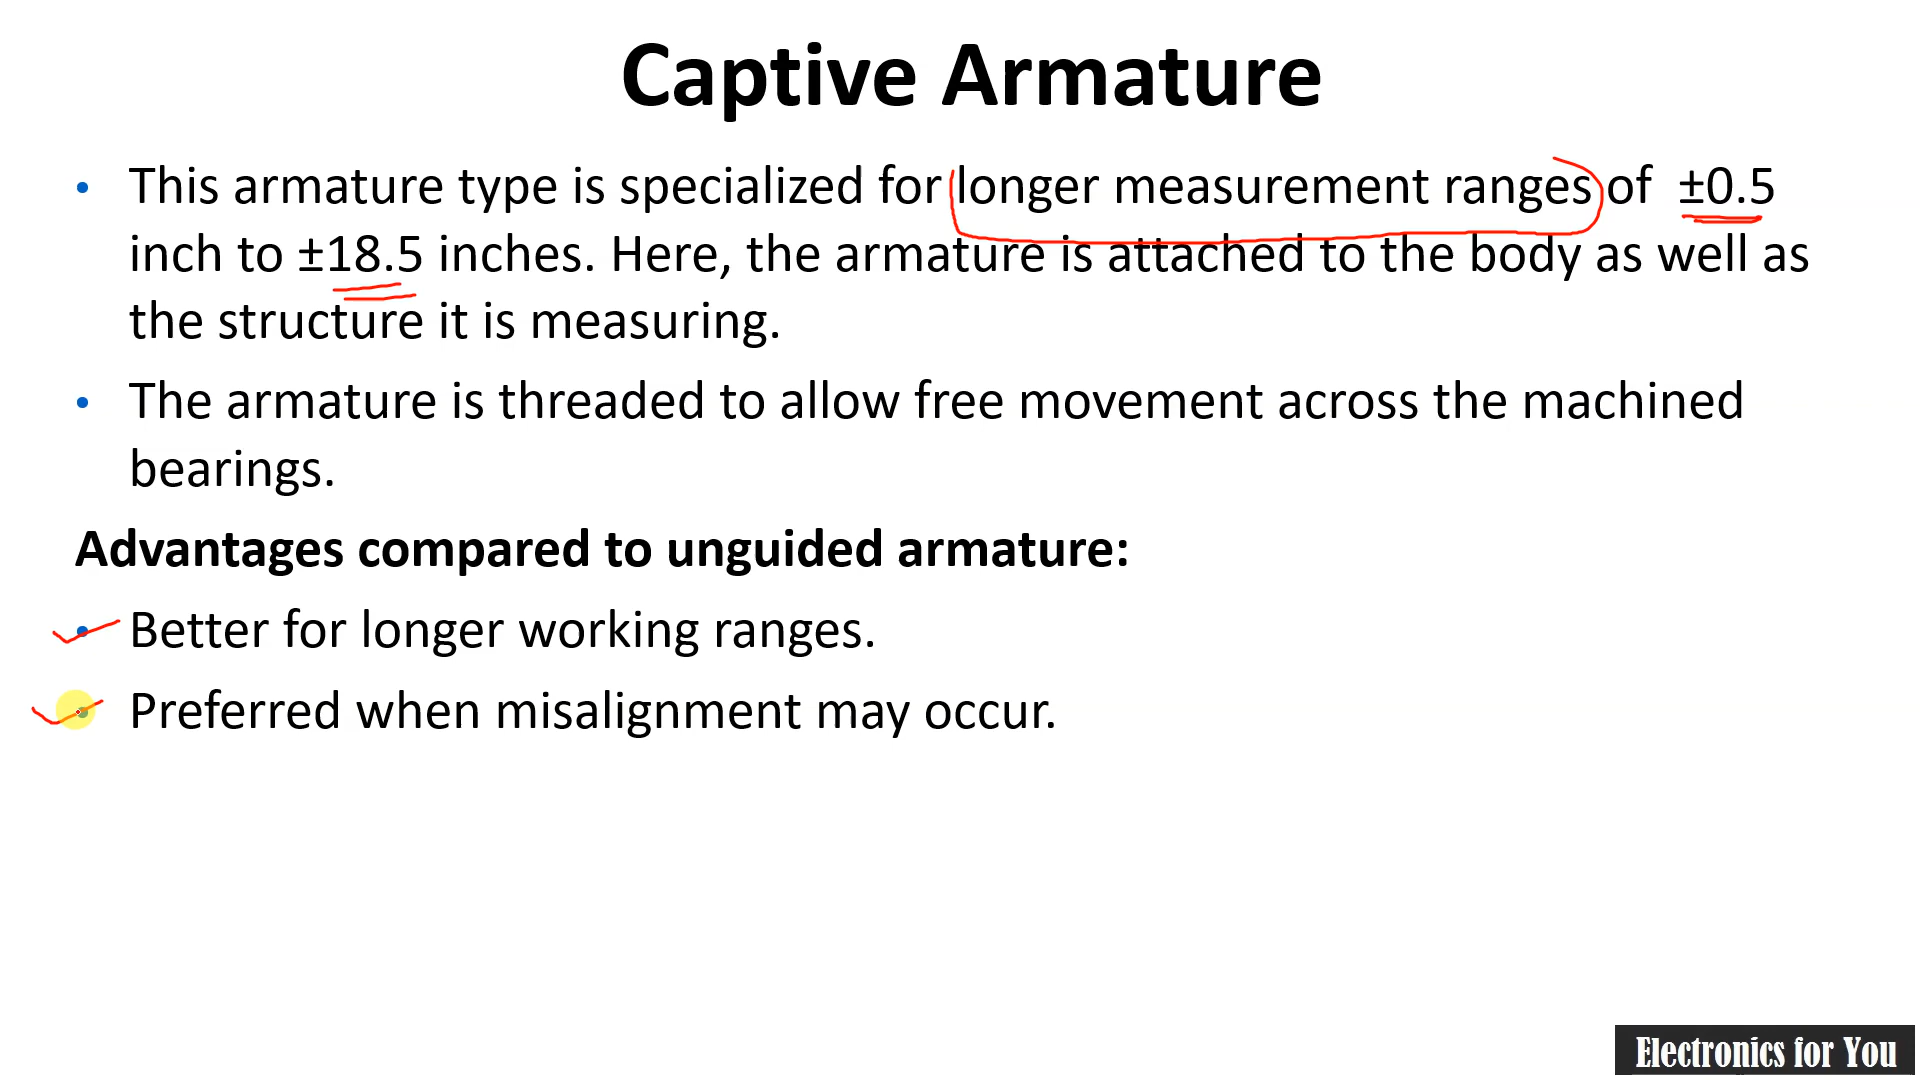 Captive Armature
• This armature type is specialized for longer measurement ranges of ±0.5
inch to ±18.5 inches. Here, the armature is attached to the body as well as
the structure it is measuring.
• The armature is threaded to allow free movement across the machined
bearings.
Advantages compared to unguided armature:
• Better for longer working ranges.
• Preferred when misalignment may occur.
Electronics for You